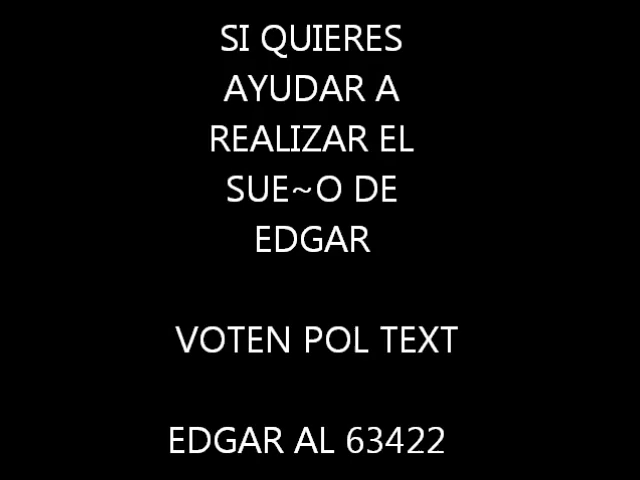 SI QUIERES
AYUDAR A
REALIZAR EL
SUE~O DE
EDGAR
VOTEN POL TEXT
EDGAR AL 63422